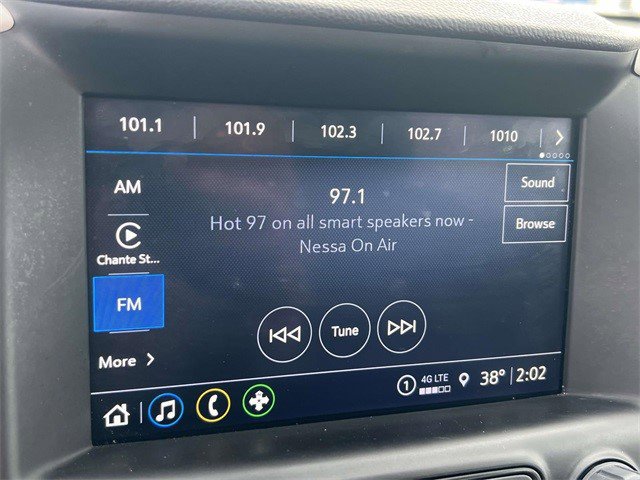 101.1 101.9 102.3 102.7 1010
AM
Chante St...
FM
More
97.1
Hot 97 on all smart speakers now -
Nessa On Air
Sound
Browse
Tune
1 4G LTE 38° 2:02